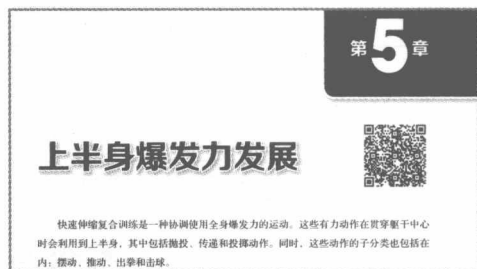 第5章
上半身爆发力发展
快速伸缩复合训练是一种协调使用全身爆发力的运动。这些有力动作在贯穿躯干中心
时会利用到上半身，其中包括抛投、传递和投掷动作。同时，这些动作的子分类也包括在
内：摆动、推动、出拳和击球。